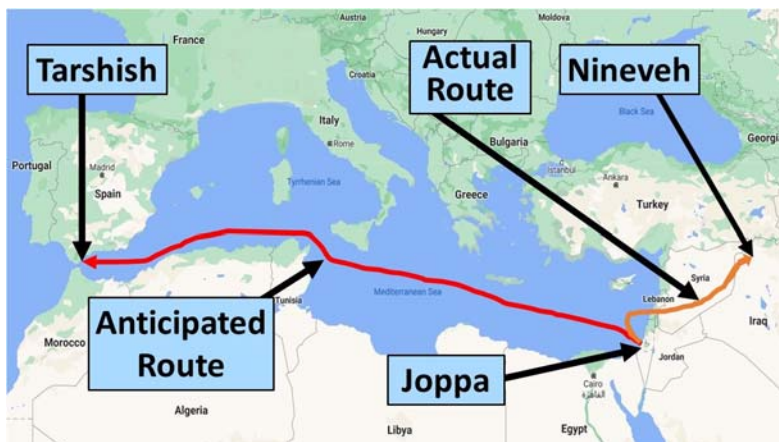 Austria
Moldova
France
Hungary
Tarshish
Croatia
Actual
Route
Nineveh
Italy
Rome
Black Sea
Georgia
Portugal
Madrid
Spain
Bulgaria
Istanbul
Tyrrhenian Sea
Greece
Ankara
Turkey
Syria
Lebanon
Tunisia
Mediterranean Sea
Iraq
Anticipated
Route
Morocco
Joppa
Jordan
Cairo
القاهرة
Algeria
Libya
Egypt